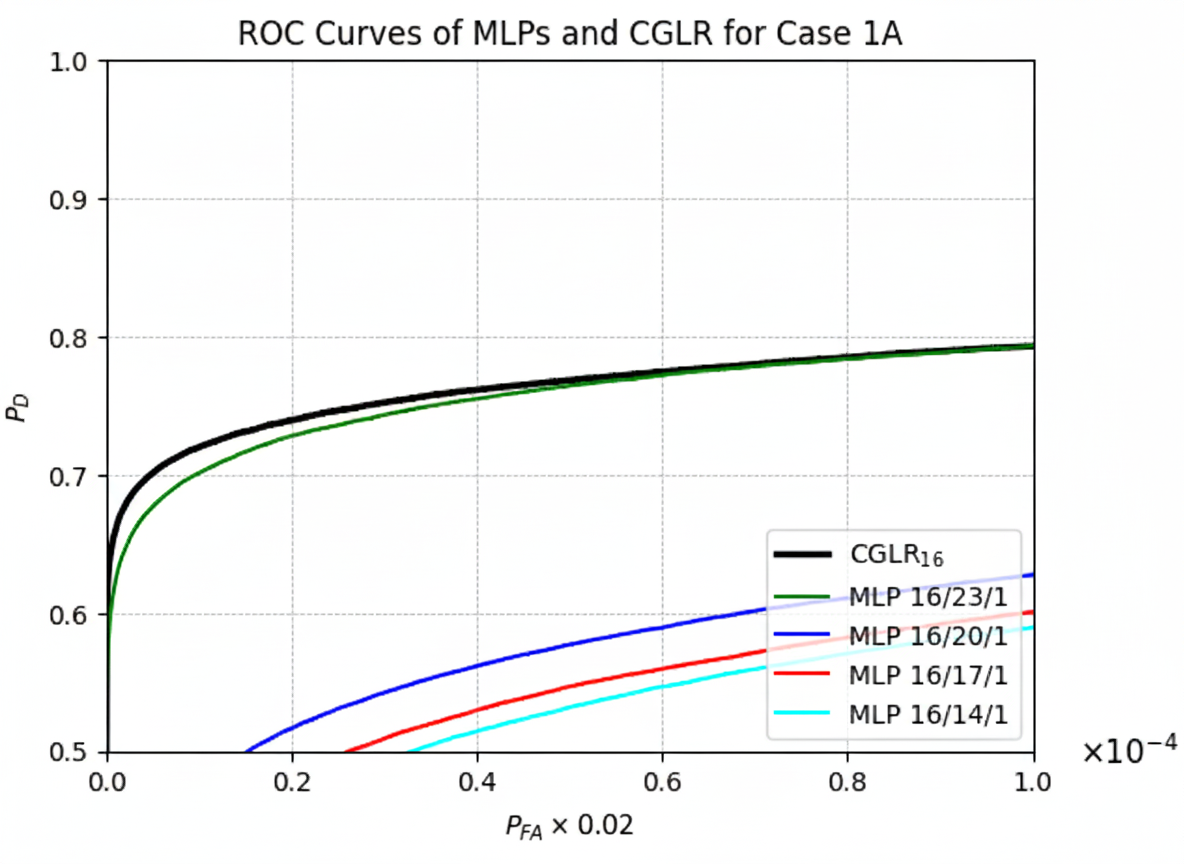 ROC Curves of MLPs and CGLR for Case 1A
1.0
0.9
0.8
0.7
0.6
0.5
P_D
CGLR₁₆
MLP 16/23/1
MLP 16/20/1
MLP 16/17/1
MLP 16/14/1
0.0 0.2 0.4 0.6 0.8 1.0
×10⁻⁴
P_{FA} × 0.02